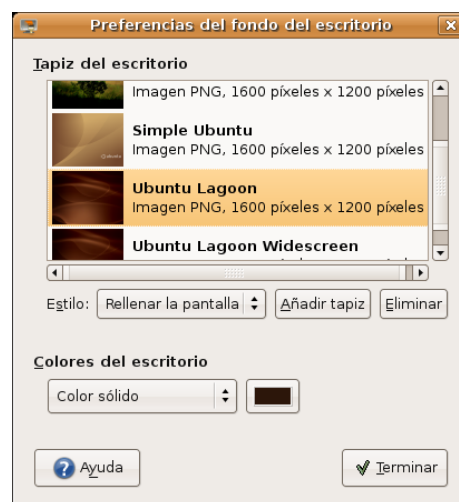 Preferencias del fondo del escritorio
Tapiz del escritorio
Imagen PNG, 1600 píxeles x 1200 píxeles
Simple Ubuntu
Imagen PNG, 1600 píxeles x 1200 píxeles
Ubuntu Lagoon
Imagen PNG, 1600 píxeles x 1200 píxeles
Ubuntu Lagoon Widescreen
Estilo: Rellenar la pantalla Añadir tapiz Eliminar
Colores del escritorio
Color sólido
Ayuda Terminar